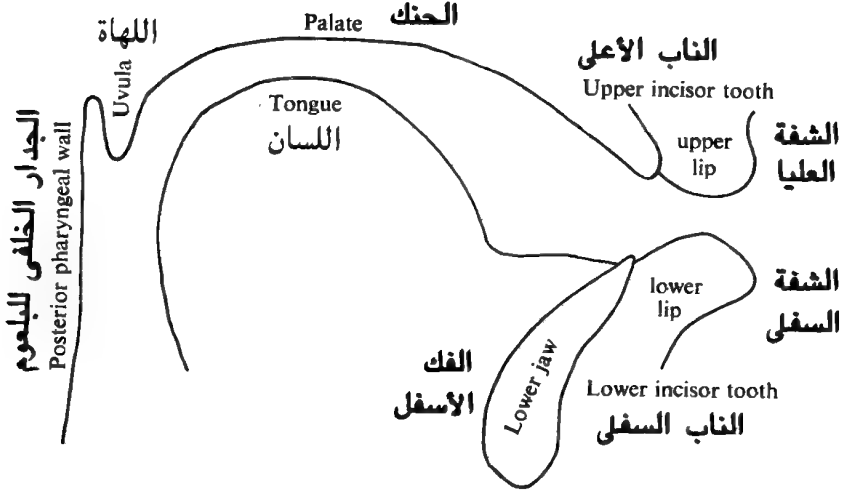 اللهاة
Uvula
Palate
الحنك
الناب الأعلى
Upper incisor tooth
upper
lip
الشفة
العليا
Tongue
اللسان
الجدار الخلفى للبلعوم
Posterior pharyngeal wall
lower
lip
الشفة
السفلى
الفك
الأسفل
Lower jaw
Lower incisor tooth
الناب السفلى